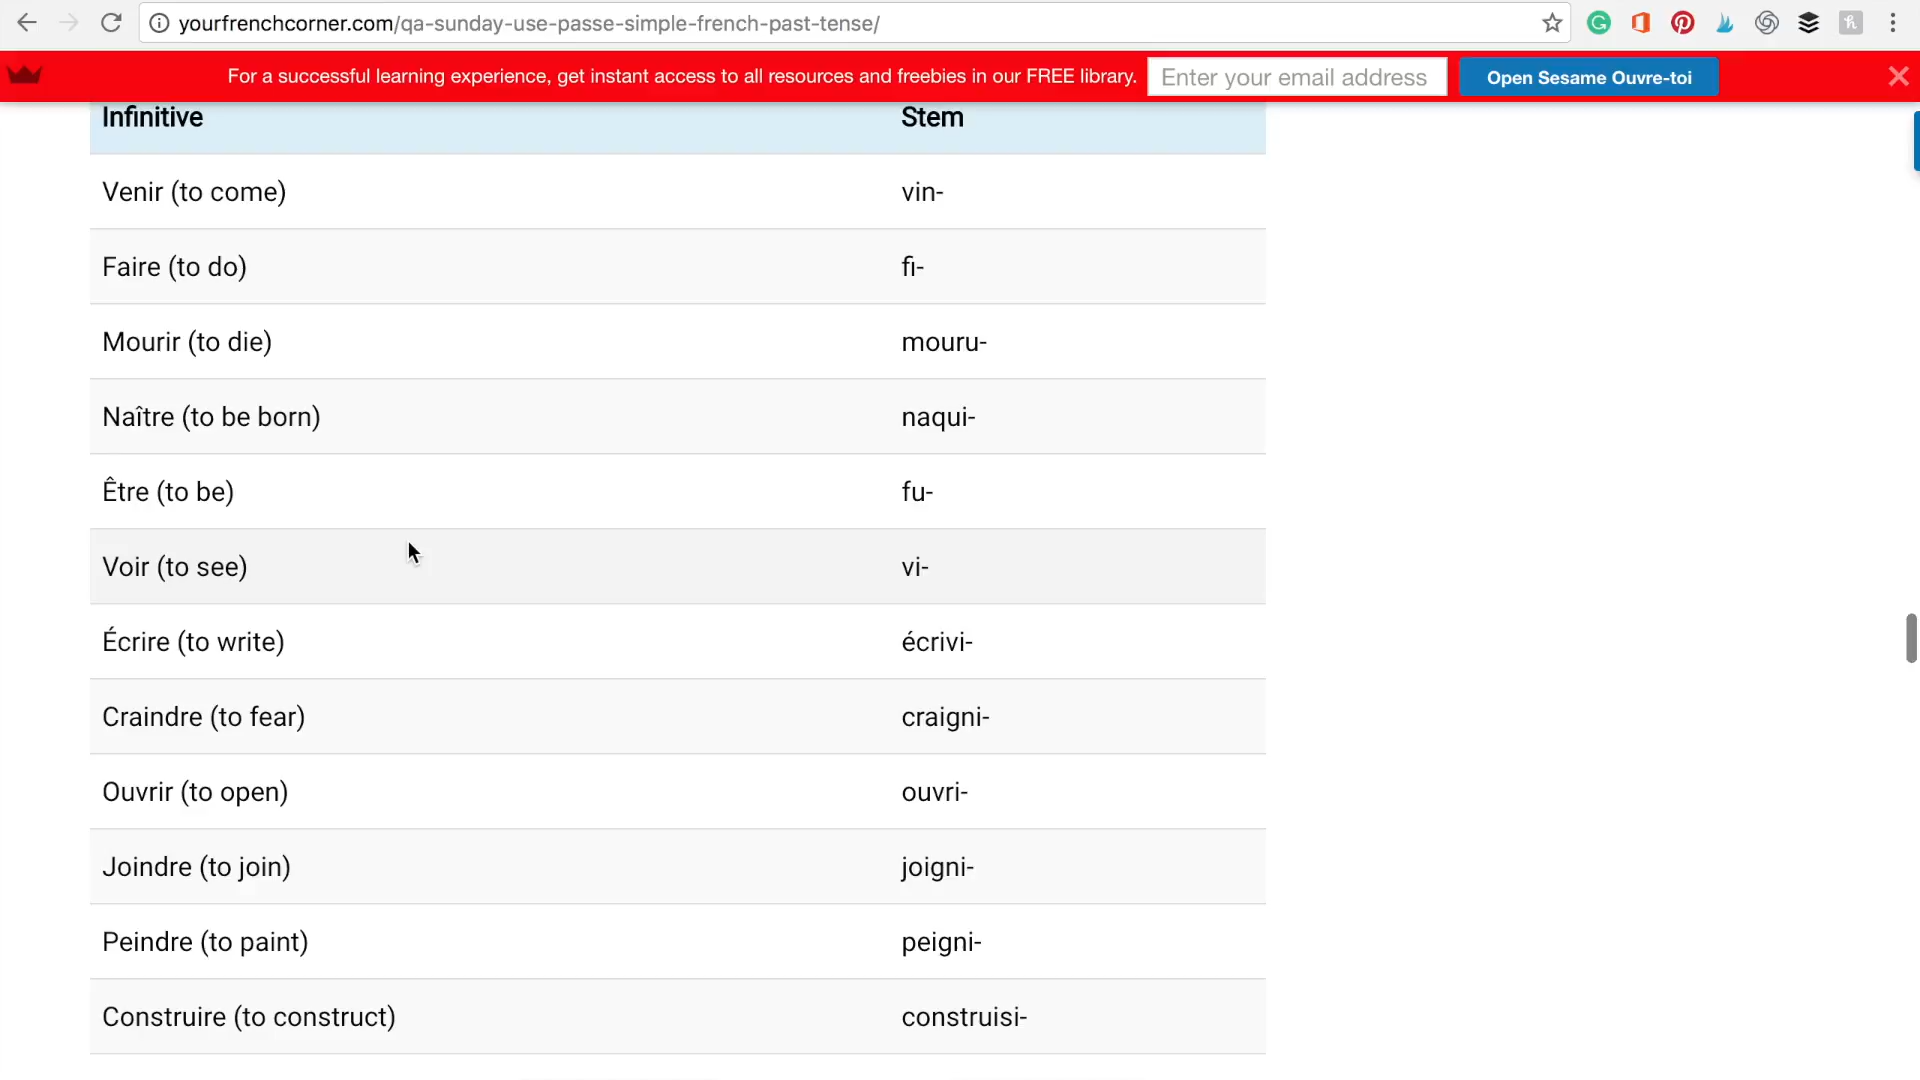 yourfrenchcorner.com/qa-sunday-use-passe-simple-french-past-tense/
For a successful learning experience, get instant access to all resources and freebies in our FREE library. Enter your email address Open Sesame Ouvre-toi
Infinitive Stem
Venir (to come) vin-
Faire (to do) fi-
Mourir (to die) mouru-
Naître (to be born) naqui-
Être (to be) fu-
Voir (to see) vi-
Écrire (to write) écrivi-
Craindre (to fear) craigni-
Ouvrir (to open) ouvri-
Joindre (to join) joigni-
Peindre (to paint) peigni-
Construire (to construct) construisi-